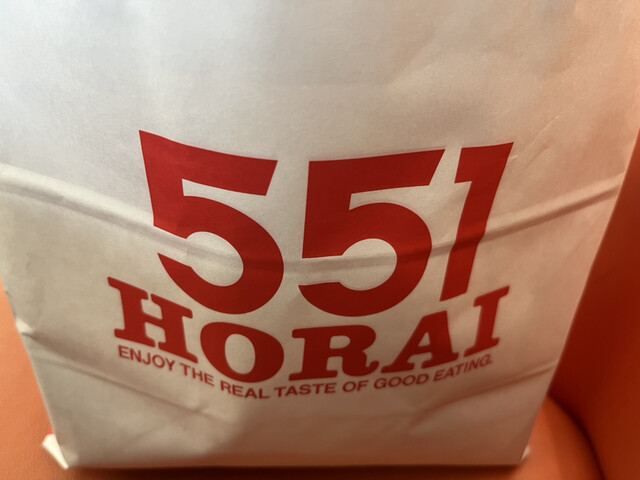 551
HORAI
ENJOY THE REAL TASTE OF GOOD EATING.